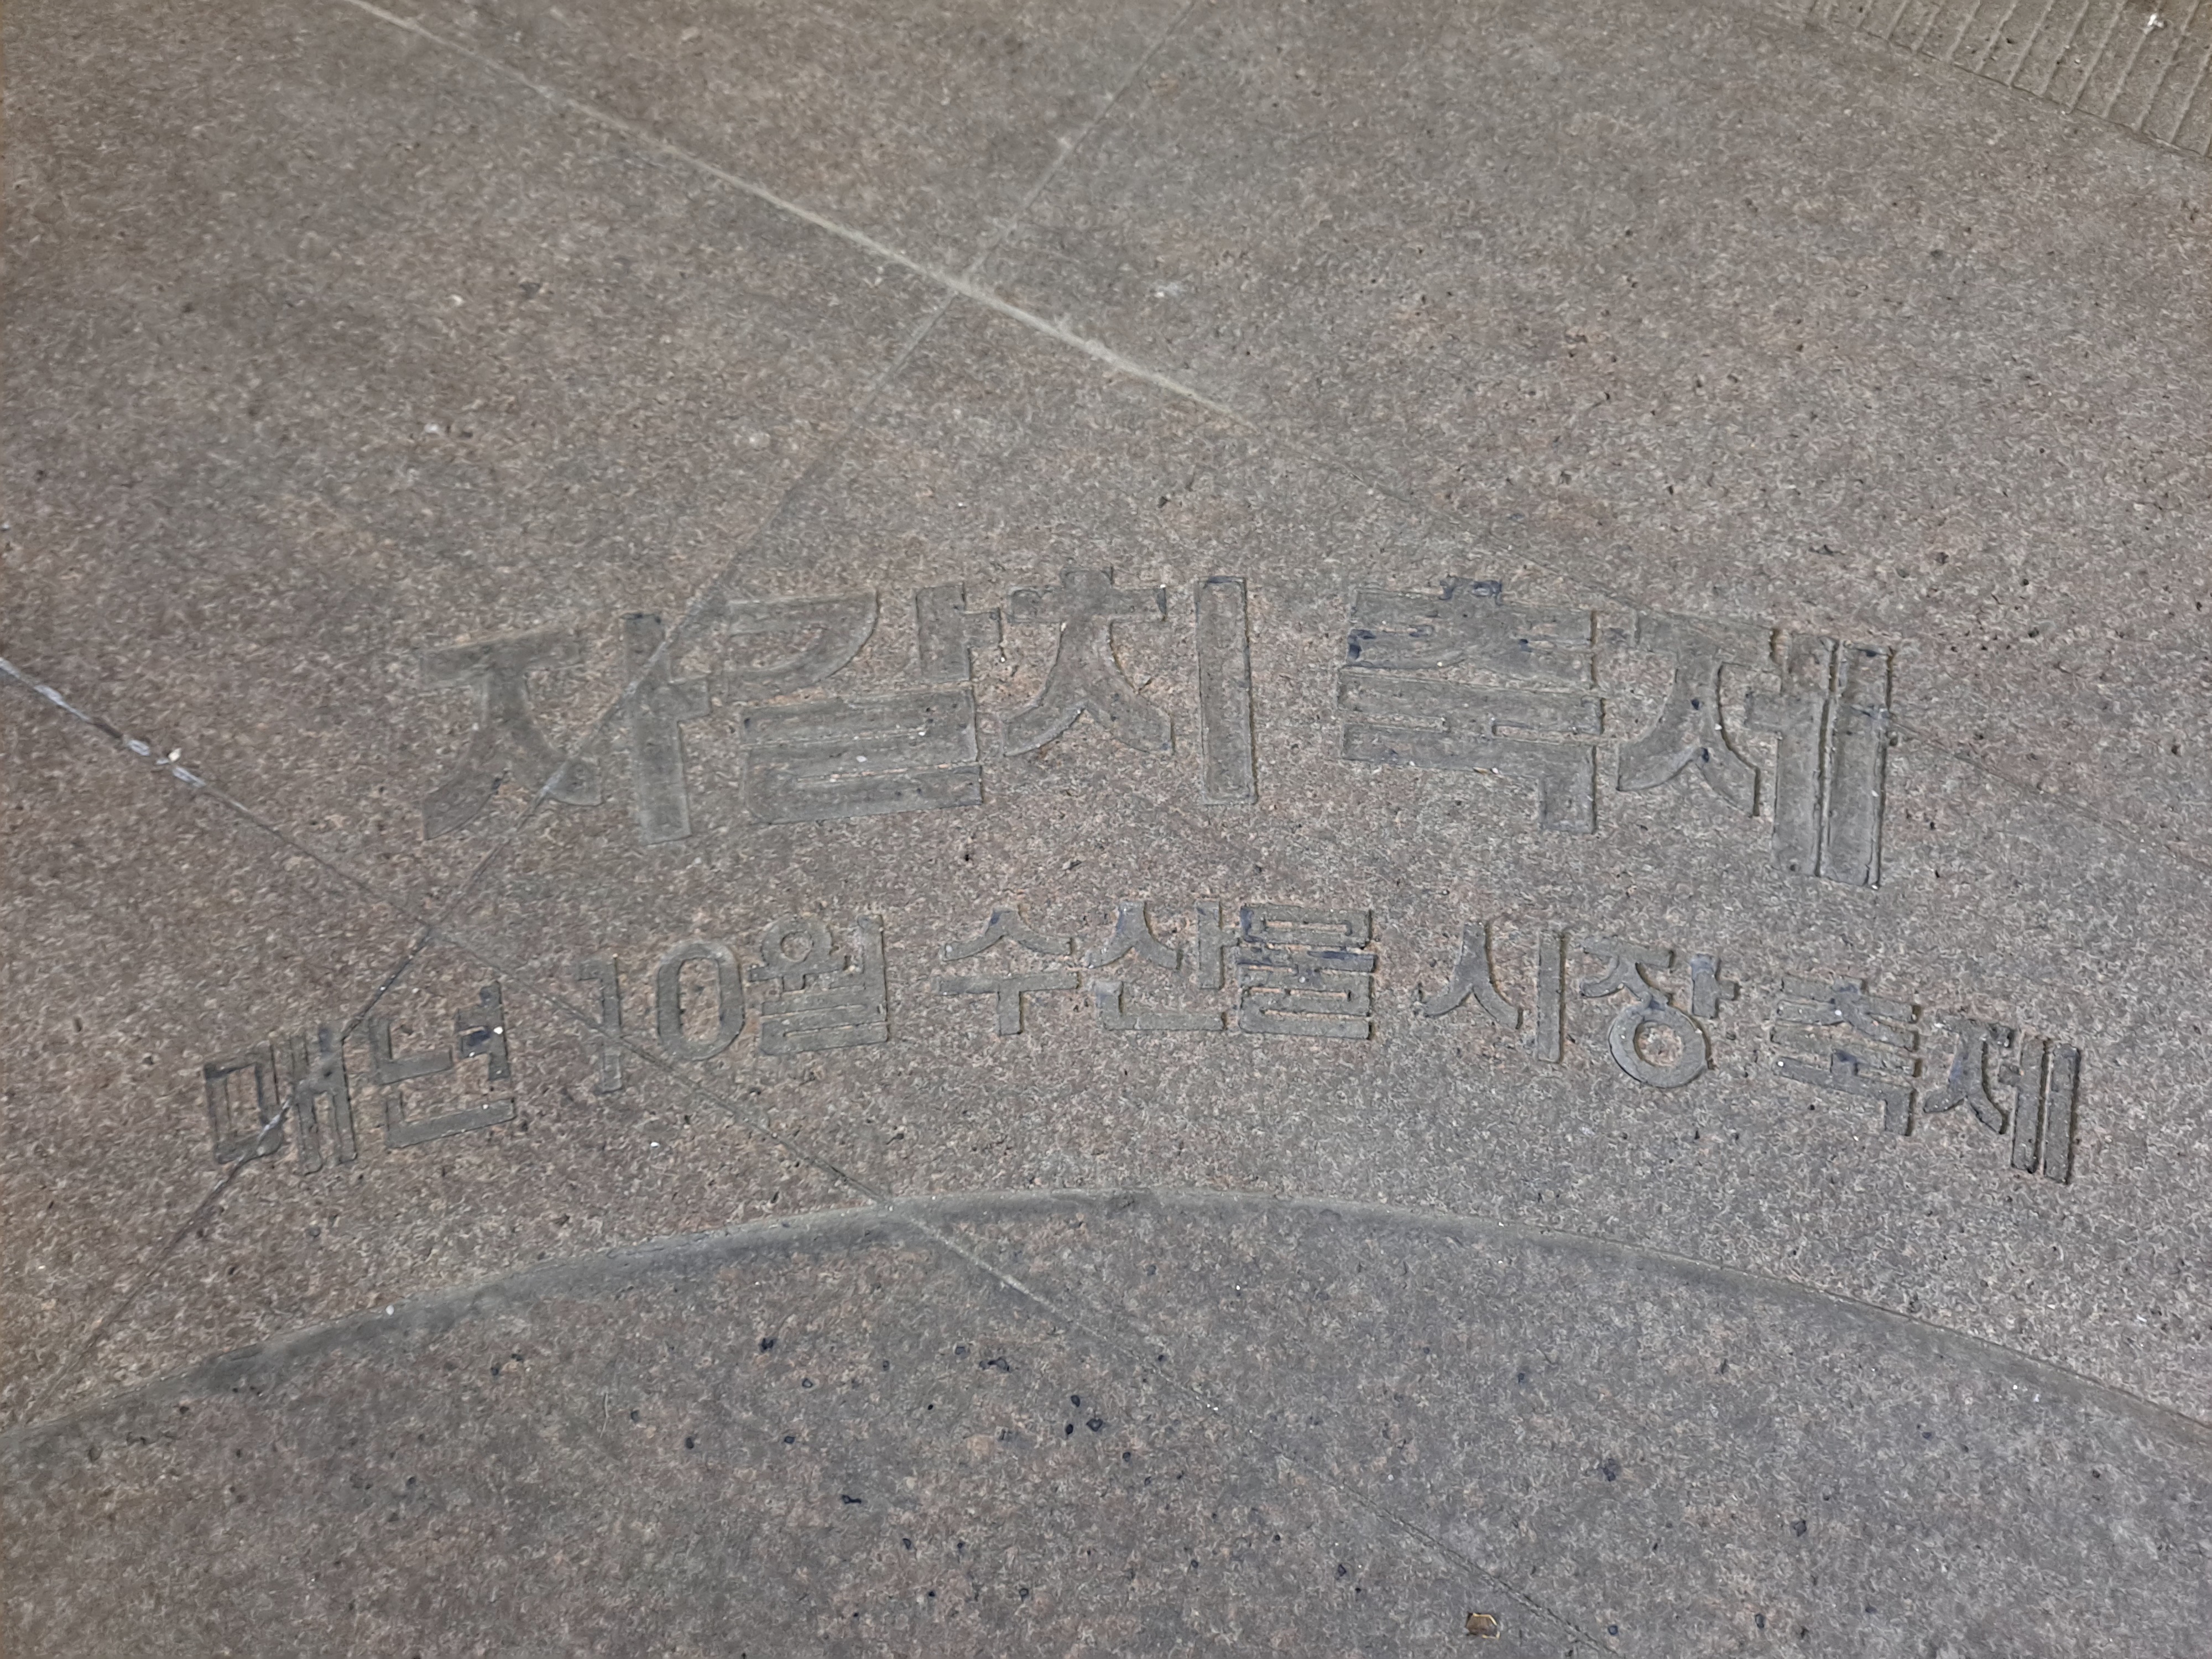 자갈치 축제
매년 10월 수산물 시장 축제